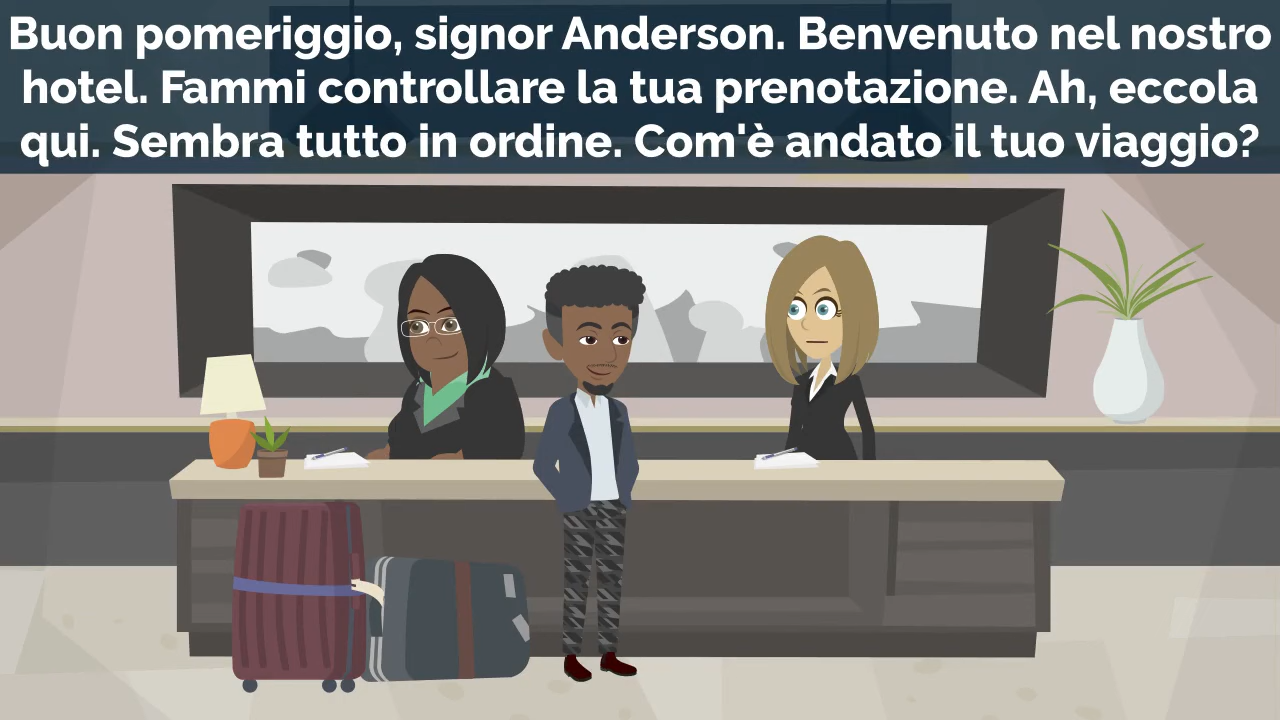 Buon pomeriggio, signor Anderson. Benvenuto nel nostro
hotel. Fammi controllare la tua prenotazione. Ah, eccola
qui. Sembra tutto in ordine. Com'è andato il tuo viaggio?